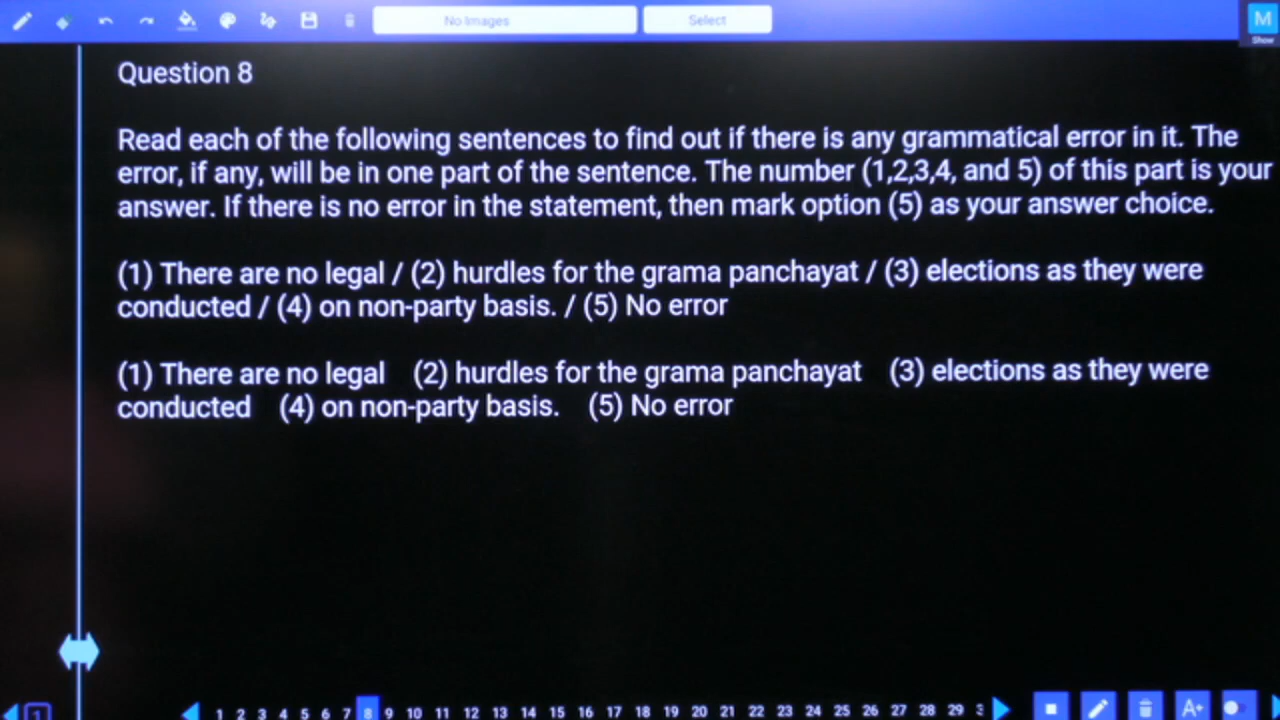 No Images
Select
M
Show
Question 8
Read each of the following sentences to find out if there is any grammatical error in it. The
error, if any, will be in one part of the sentence. The number (1,2,3,4, and 5) of this part is your
answer. If there is no error in the statement, then mark option (5) as your answer choice.
(1) There are no legal / (2) hurdles for the grama panchayat / (3) elections as they were
conducted / (4) on non-party basis. / (5) No error
(1) There are no legal (2) hurdles for the grama panchayat (3) elections as they were
conducted (4) on non-party basis. (5) No error
1 1 2 3 4 5 6 7 8 9 10 11 12 13 14 15 16 17 18 19 20 21 22 23 24 25 26 27 28 29 A+